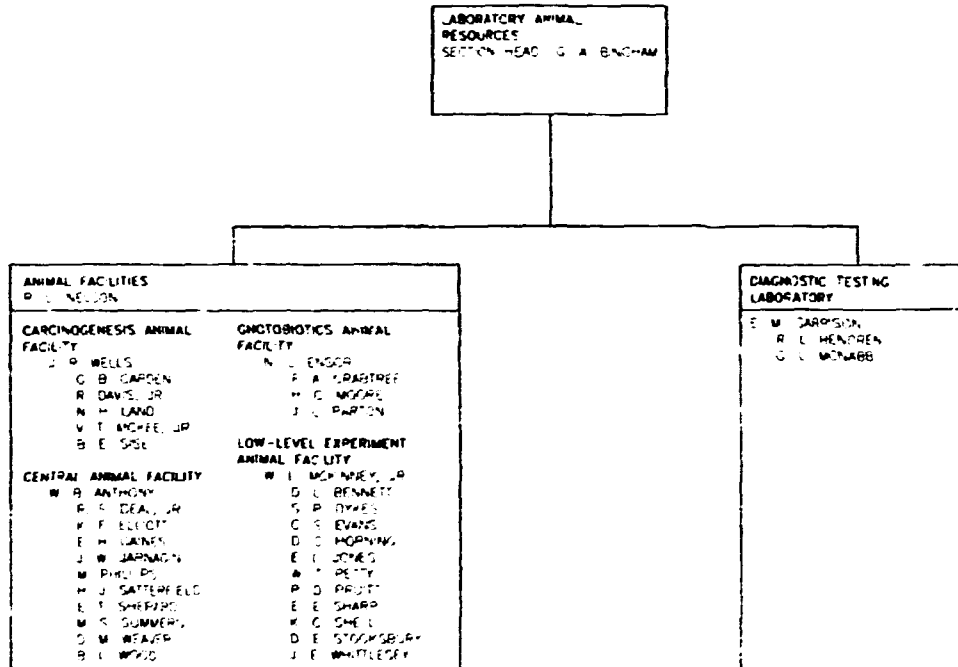 LABORATORY ANIMAL
RESOURCES
SECTION HEAD G A BINGHAM
ANIMAL FACILITIES
R L NELSON
CARCINOGENESIS ANIMAL
FACILITY
J R WELLS
G B CARDEN
R DAVIS, JR
N H LAND
V T MCKEE, JR
B E SISE
CENTRAL ANIMAL FACILITY
W B ANTHONY
R S DEAL, JR
K F ELLIOTT
E H GAINES
J W JARNAGIN
M PHILLIPS
H J SATTERFIELD
E T SHEPARD
M S SUMMERS
D M WEAVER
B L WOOD
GNOTOBIOTICS ANIMAL
FACILITY
N L ENSOR
F A CRABTREE
H C MOORE
J L PARTON
LOW-LEVEL EXPERIMENT
ANIMAL FACILITY
W E MCKINNEY, JR
D L BENNETT
S P DYKES
C S EVANS
D C HORNING
E L JONES
W T PETTY
P D PRUITT
E E SHARP
K C SHELL
D E STOOKSBURY
J E WHITTLESEY
DIAGNOSTIC TESTING
LABORATORY
E M GARRISON
R L HENDREN
G L MCNABB